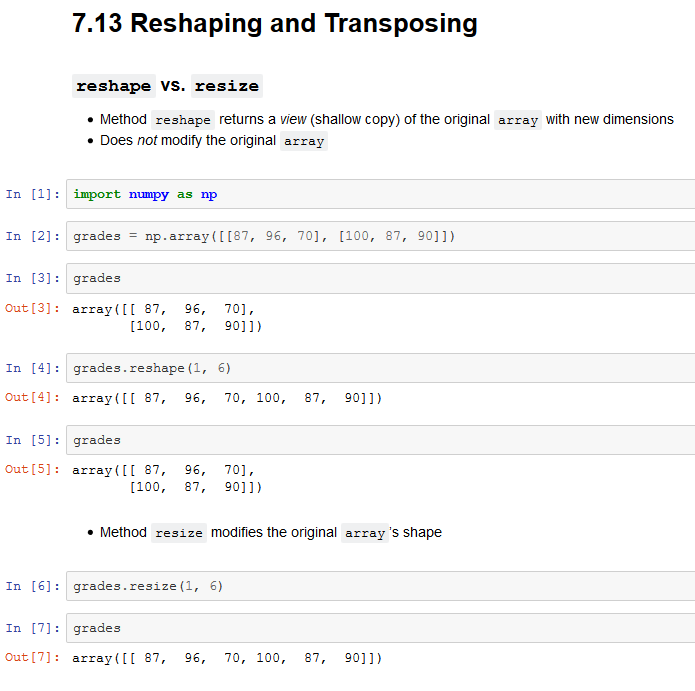 7.13 Reshaping and Transposing
reshape vs. resize
• Method reshape returns a view (shallow copy) of the original array with new dimensions
• Does not modify the original array
In [1]: import numpy as np
In [2]: grades = np.array([[87, 96, 70], [100, 87, 90]])
In [3]: grades
Out[3]: array([[ 87,  96,  70],
       [100,  87,  90]])
In [4]: grades.reshape(1, 6)
Out[4]: array([[ 87,  96,  70, 100,  87,  90]])
In [5]: grades
Out[5]: array([[ 87,  96,  70],
       [100,  87,  90]])
• Method resize modifies the original array's shape
In [6]: grades.resize(1, 6)
In [7]: grades
Out[7]: array([[ 87,  96,  70, 100,  87,  90]])